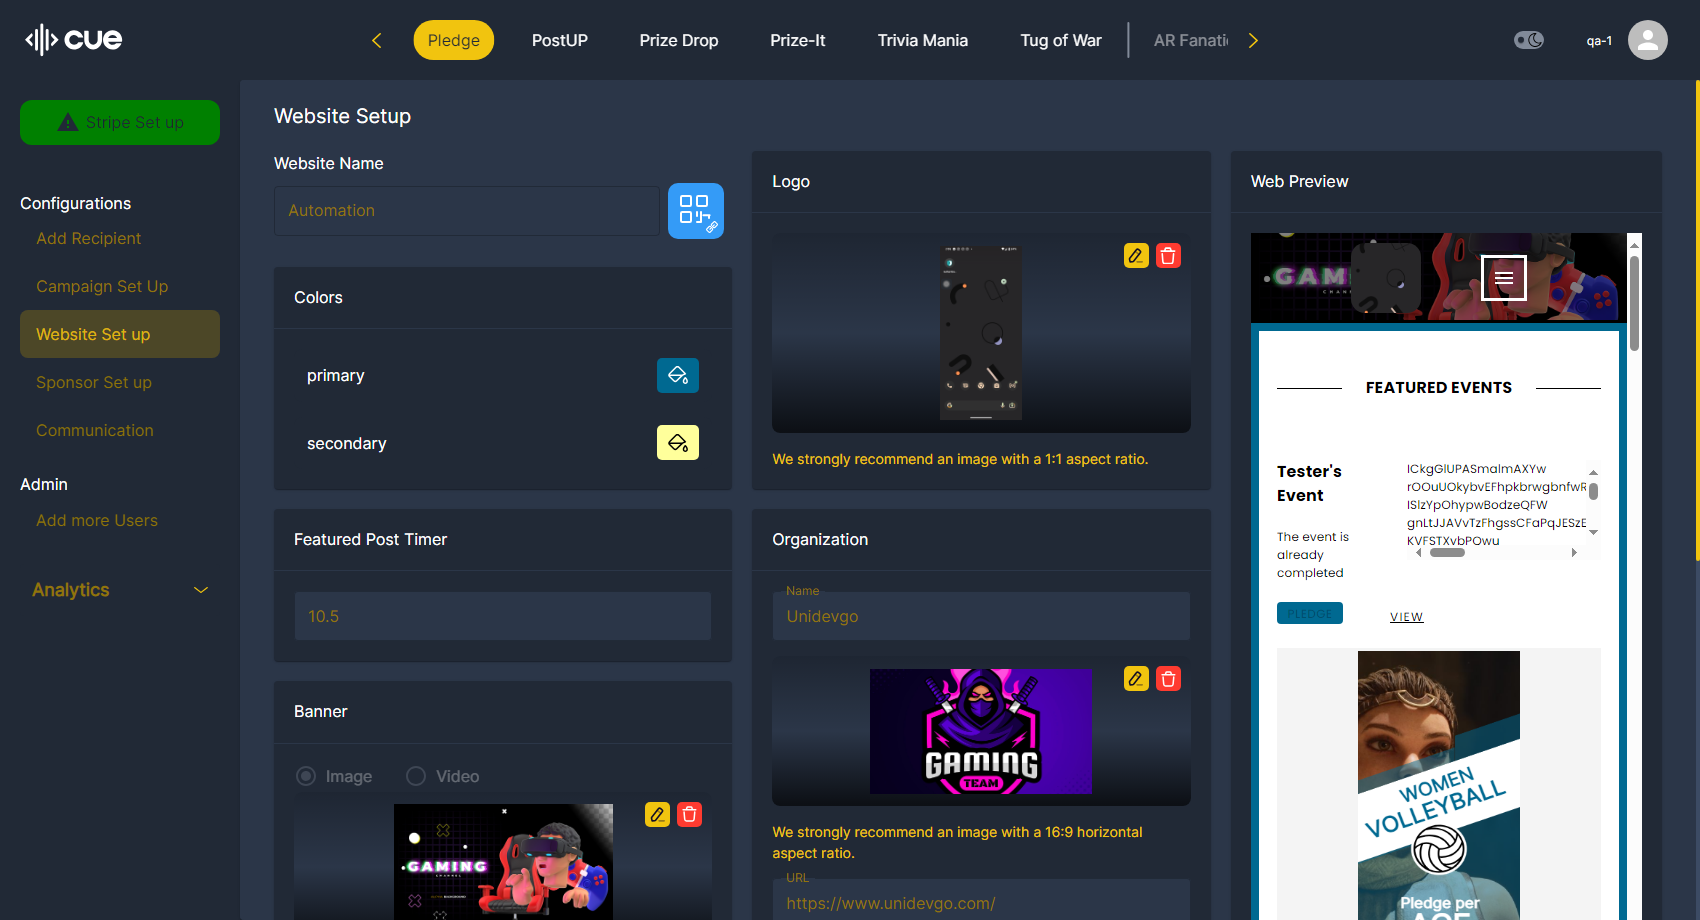 cue
Pledge
PostUP
Prize Drop
Prize-It
Trivia Mania
Tug of War
AR Fanati
qa-1
Stripe Set up
Configurations
Add Recipient
Campaign Set Up
Website Set up
Sponsor Set up
Communication
Admin
Add more Users
Analytics
Website Setup
Website Name
Automation
Colors
primary
secondary
Featured Post Timer
10.5
Banner
Image
Video
GAMING
Logo
We strongly recommend an image with a 1:1 aspect ratio.
Organization
Name
Unidevgo
GAMING
TEAM
We strongly recommend an image with a 16:9 horizontal
aspect ratio.
URL
https://www.unidevgo.com/
Web Preview
GAMI
FEATURED EVENTS
Tester's
Event
The event is
already
completed
ICkgGlUPASmaImAXYw
rOOuUOkybvEFhpkbrwgbnfwR
ISlzYpOhypwBodzeQFW
gnLtJJAVvTzFhgssCFaPqJESzE
KVFSTXvbPOwu
PLEDGE
VIEW
WOMEN
VOLLEYBALL
Pledge per
ACE